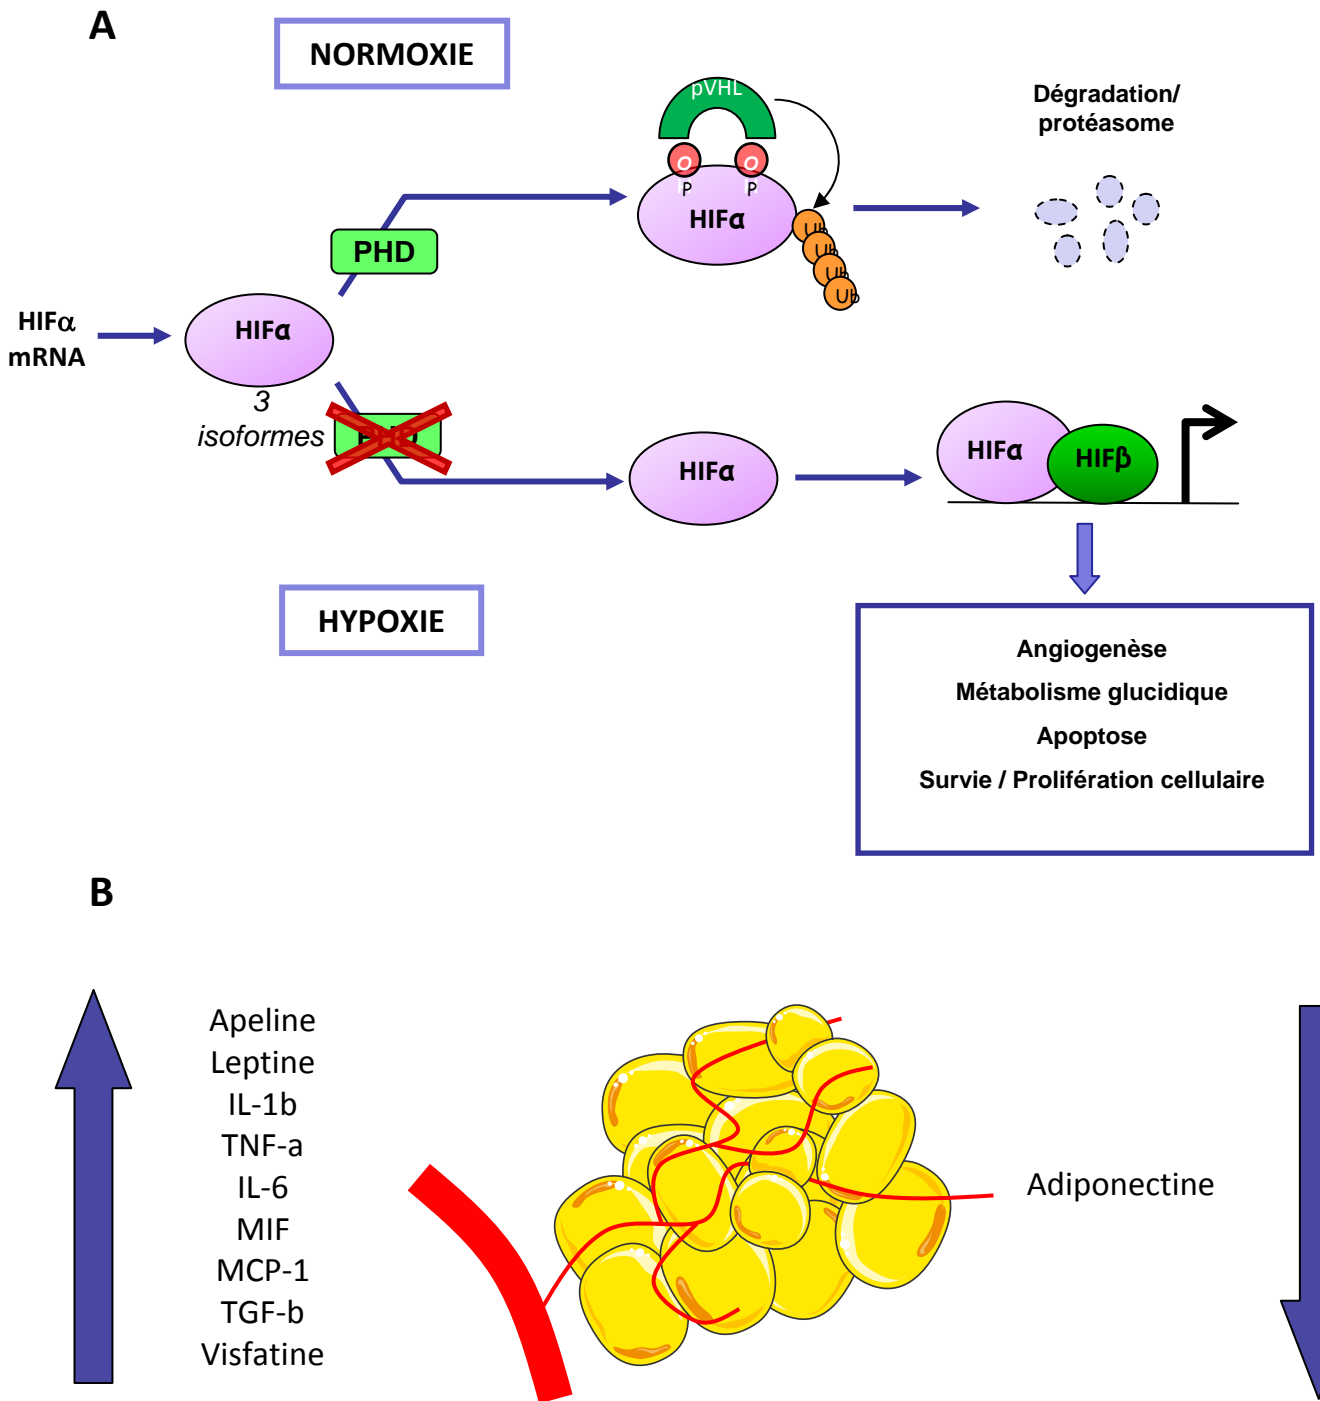 A
NORMOXIE
pVHL
Dégradation/
protéasome
O
O
P
P
HIFα
Ub
Ub
Ub
Ub
PHD
HIFα
mRNA
HIFα
3
isoformes
PHD
HIFα
HIFα
HIFβ
HYPOXIE
Angiogenèse
Métabolisme glucidique
Apoptose
Survie / Prolifération cellulaire
B
Apeline
Leptine
IL-1b
TNF-a
IL-6
MIF
MCP-1
TGF-b
Visfatine
Adiponectine